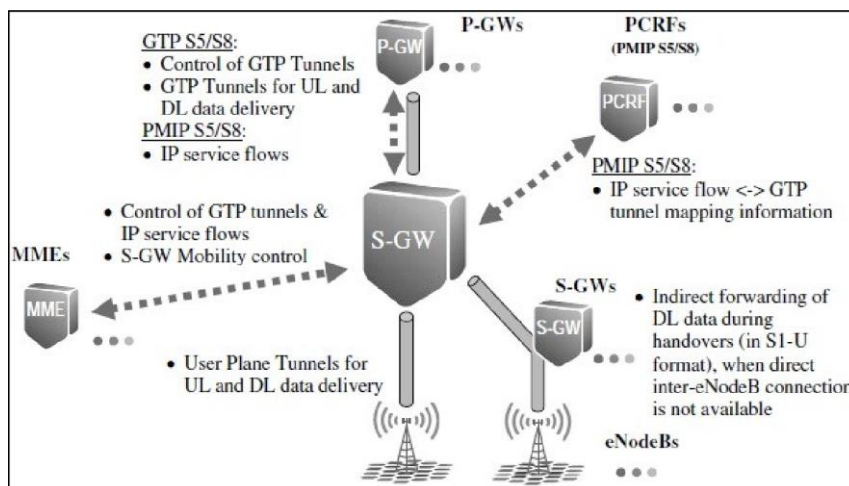 P-GWs
P-GW
PCRFs
(PMIP S5/S8)
PCRF
GTP S5/S8:
• Control of GTP Tunnels
• GTP Tunnels for UL and
DL data delivery
PMIP S5/S8:
• IP service flows
PMIP S5/S8:
• IP service flow <-> GTP
tunnel mapping information
• Control of GTP tunnels &
IP service flows
• S-GW Mobility control
S-GW
MMEs
MME
S-GWs
S-GW
• Indirect forwarding of
DL data during
handovers (in S1-U
format), when direct
inter-eNodeB connection
is not available
• User Plane Tunnels for
UL and DL data delivery
eNodeBs